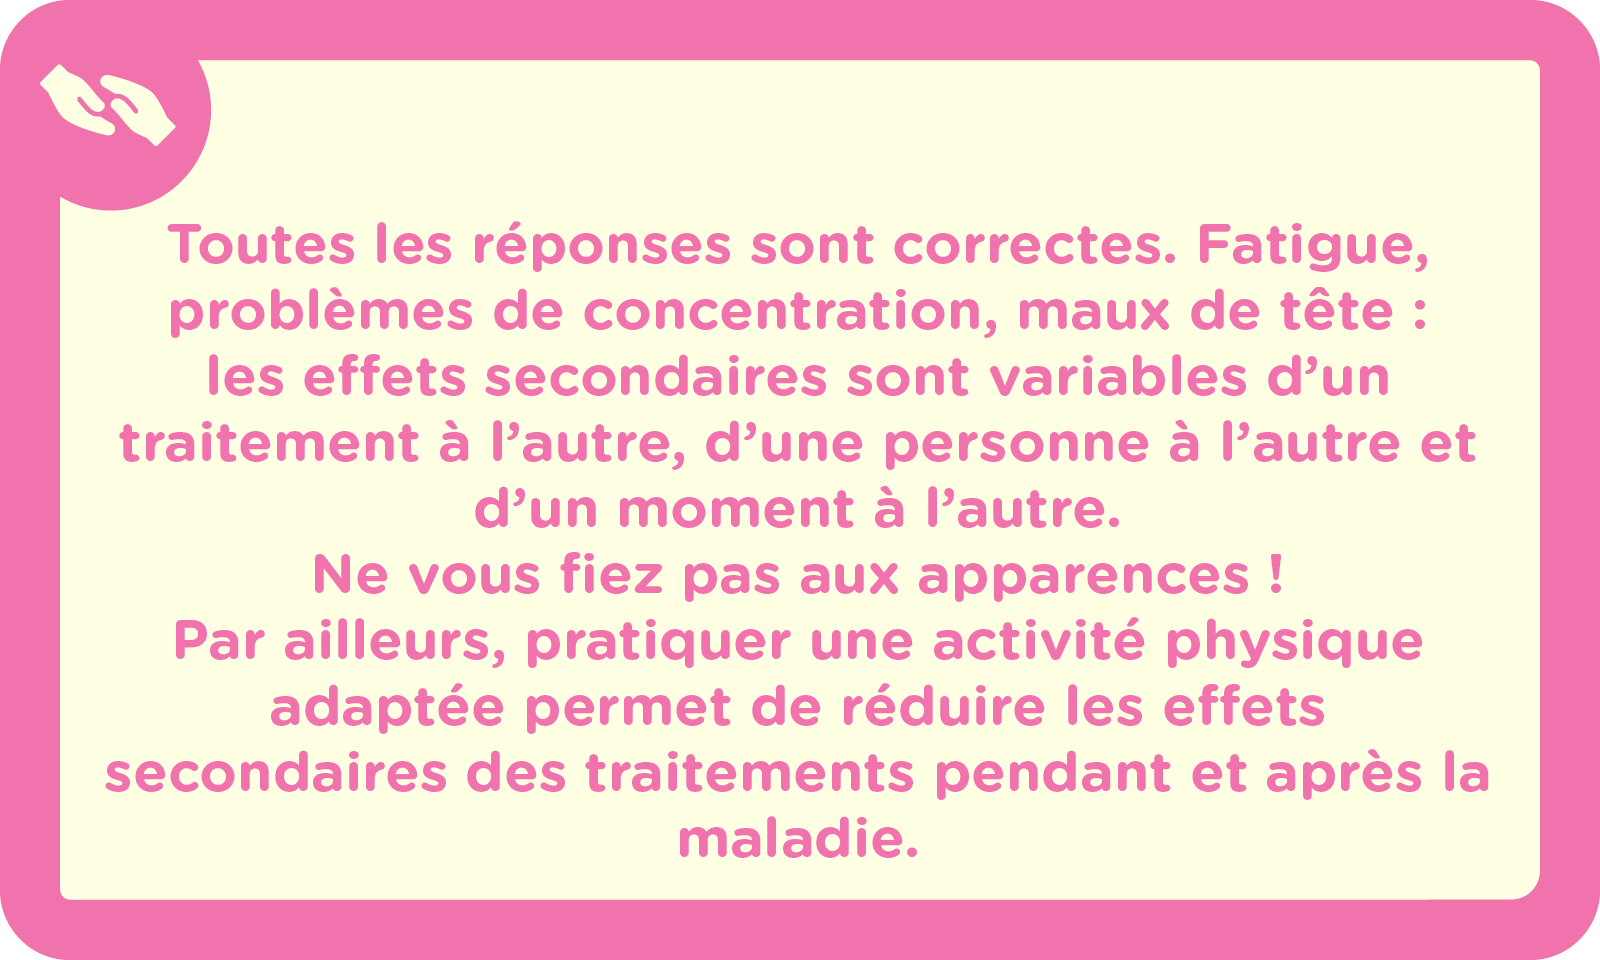 Toutes les réponses sont correctes. Fatigue,
problèmes de concentration, maux de tête :
les effets secondaires sont variables d’un
traitement à l’autre, d’une personne à l’autre et
d’un moment à l’autre.
Ne vous fiez pas aux apparences !
Par ailleurs, pratiquer une activité physique
adaptée permet de réduire les effets
secondaires des traitements pendant et après la
maladie.